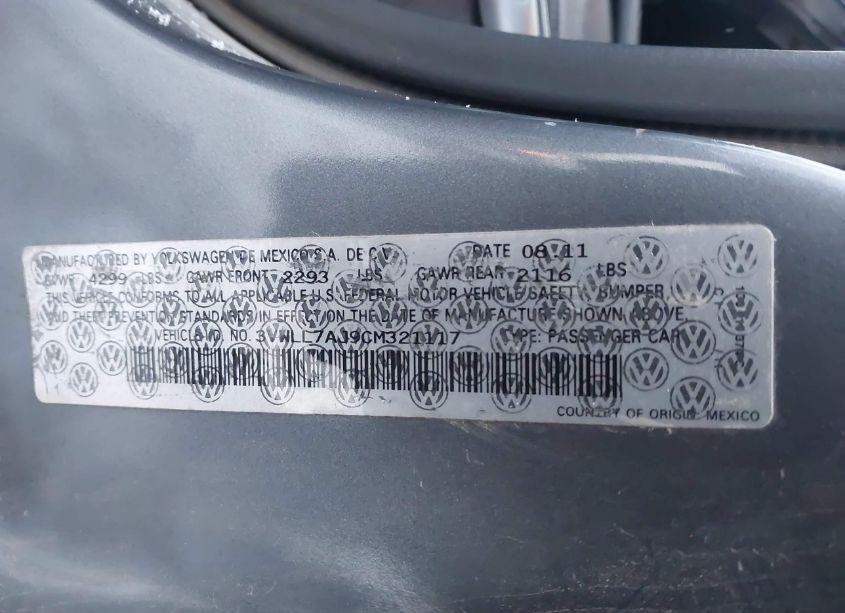 MANUFACTURED BY VOLKSWAGEN DE MEXICO S.A. DE C.V. DATE 08.11
GVWR 4299 LBS GAWR FRONT 2293 LBS GAWR REAR 2116 LBS
THIS VEHICLE CONFORMS TO ALL APPLICABLE U.S. FEDERAL MOTOR VEHICLE SAFETY, BUMPER
AND THEFT PREVENTION STANDARDS IN EFFECT ON THE DATE OF MANUFACTURE SHOWN ABOVE.
VEHICLE I.D. NO. TYPE: PASSENGER CAR
COUNTRY OF ORIGIN: MEXICO